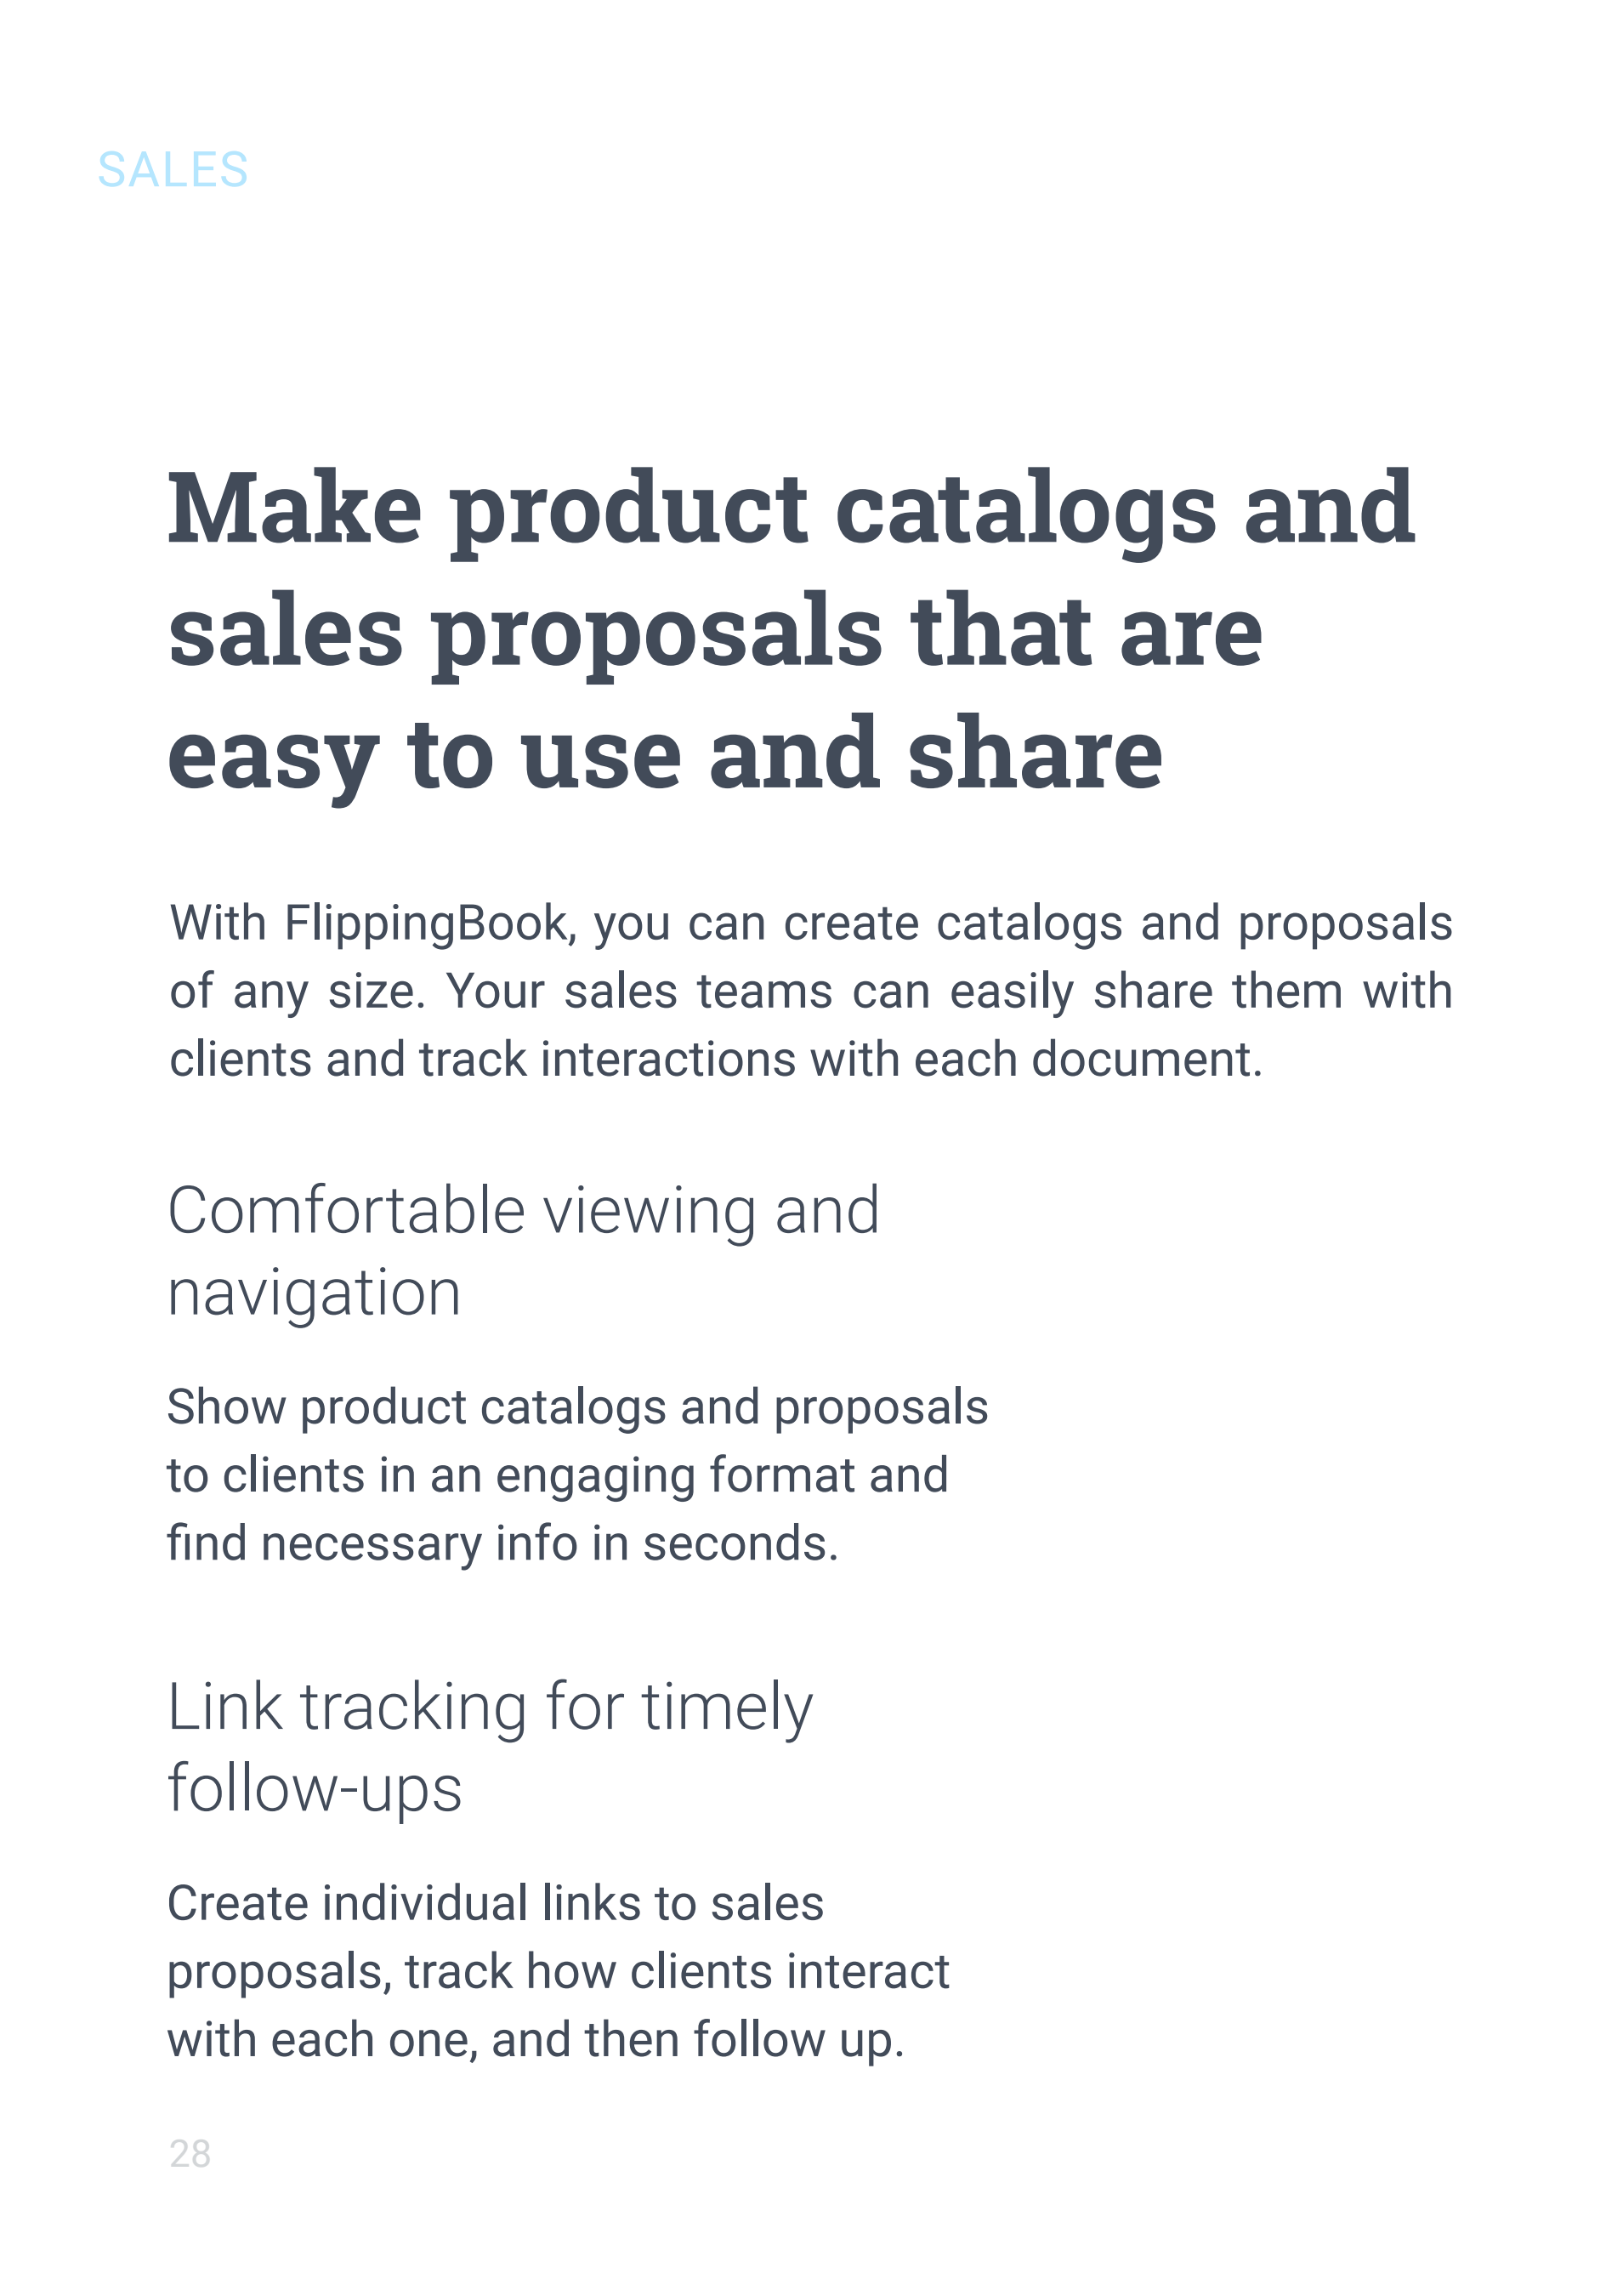 SALES
Make product catalogs and
sales proposals that are
easy to use and share
With FlippingBook, you can create catalogs and proposals
of any size. Your sales teams can easily share them with
clients and track interactions with each document.
Comfortable viewing and
navigation
Show product catalogs and proposals
to clients in an engaging format and
find necessary info in seconds.
Link tracking for timely
follow-ups
Create individual links to sales
proposals, track how clients interact
with each one, and then follow up.
28